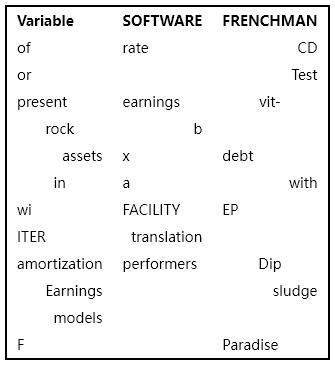 Variable SOFTWARE FRENCHMAN
of rate CD
or Test
present earnings vit-
rock b
assets x debt
in a with
wi FACILITY EP
ITER translation
amortization performers Dip
Earnings sludge
models
F Paradise